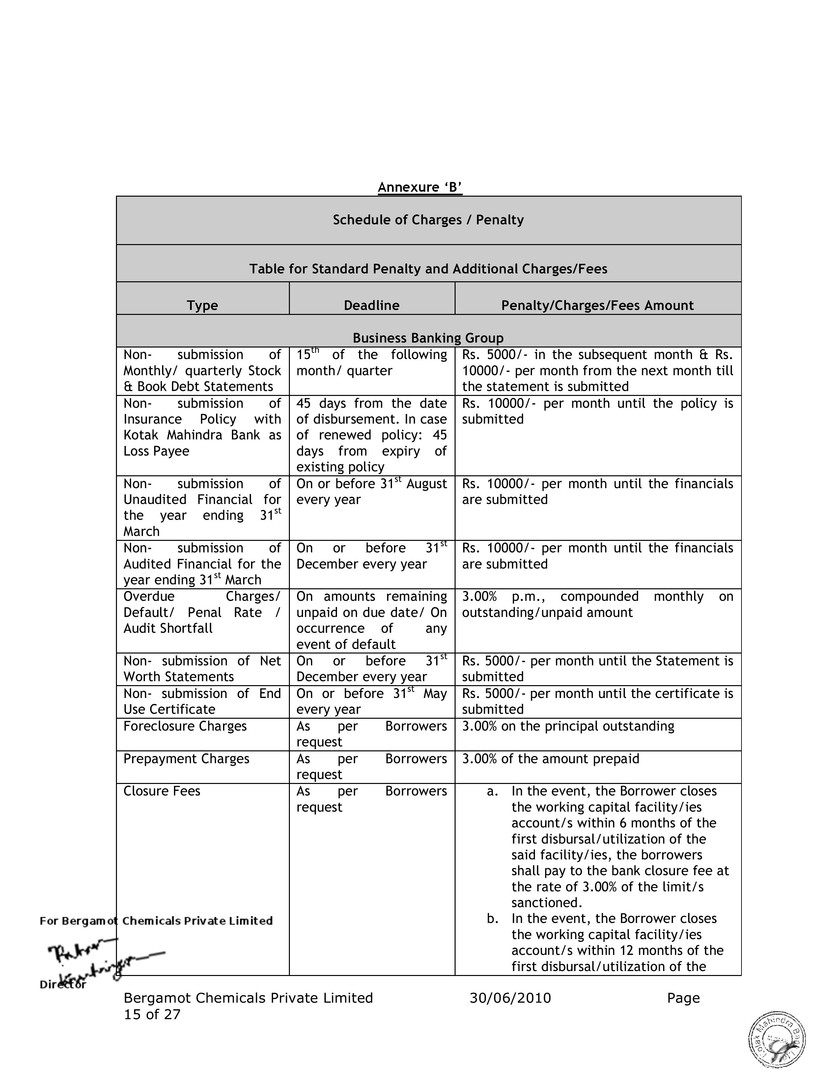 Annexure ‘B’
Schedule of Charges / Penalty
Table for Standard Penalty and Additional Charges/Fees
Type Deadline Penalty/Charges/Fees Amount
Business Banking Group
Non- submission of
Monthly/ quarterly Stock
& Book Debt Statements
15th of the following
month/ quarter
Rs. 5000/- in the subsequent month & Rs.
10000/- per month from the next month till
the statement is submitted
Non- submission of
Insurance Policy with
Kotak Mahindra Bank as
Loss Payee
45 days from the date
of disbursement. In case
of renewed policy: 45
days from expiry of
existing policy
Rs. 10000/- per month until the policy is
submitted
Non- submission of
Unaudited Financial for
the year ending 31st
March
On or before 31st August
every year
Rs. 10000/- per month until the financials
are submitted
Non- submission of
Audited Financial for the
year ending 31st March
On or before 31st
December every year
Rs. 10000/- per month until the financials
are submitted
Overdue Charges/
Default/ Penal Rate /
Audit Shortfall
On amounts remaining
unpaid on due date/ On
occurrence of any
event of default
3.00% p.m., compounded monthly on
outstanding/unpaid amount
Non- submission of Net
Worth Statements
On or before 31st
December every year
Rs. 5000/- per month until the Statement is
submitted
Non- submission of End
Use Certificate
On or before 31st May
every year
Rs. 5000/- per month until the certificate is
submitted
Foreclosure Charges
As per Borrowers
request
3.00% on the principal outstanding
Prepayment Charges
As per Borrowers
request
3.00% of the amount prepaid
Closure Fees
As per Borrowers
request
a. In the event, the Borrower closes
the working capital facility/ies
account/s within 6 months of the
first disbursal/utilization of the
said facility/ies, the borrowers
shall pay to the bank closure fee at
the rate of 3.00% of the limit/s
sanctioned.
b. In the event, the Borrower closes
the working capital facility/ies
account/s within 12 months of the
first disbursal/utilization of the
For Bergamot Chemicals Private Limited
Director
Bergamot Chemicals Private Limited 30/06/2010 Page
15 of 27
Kotak Mahindra Bank